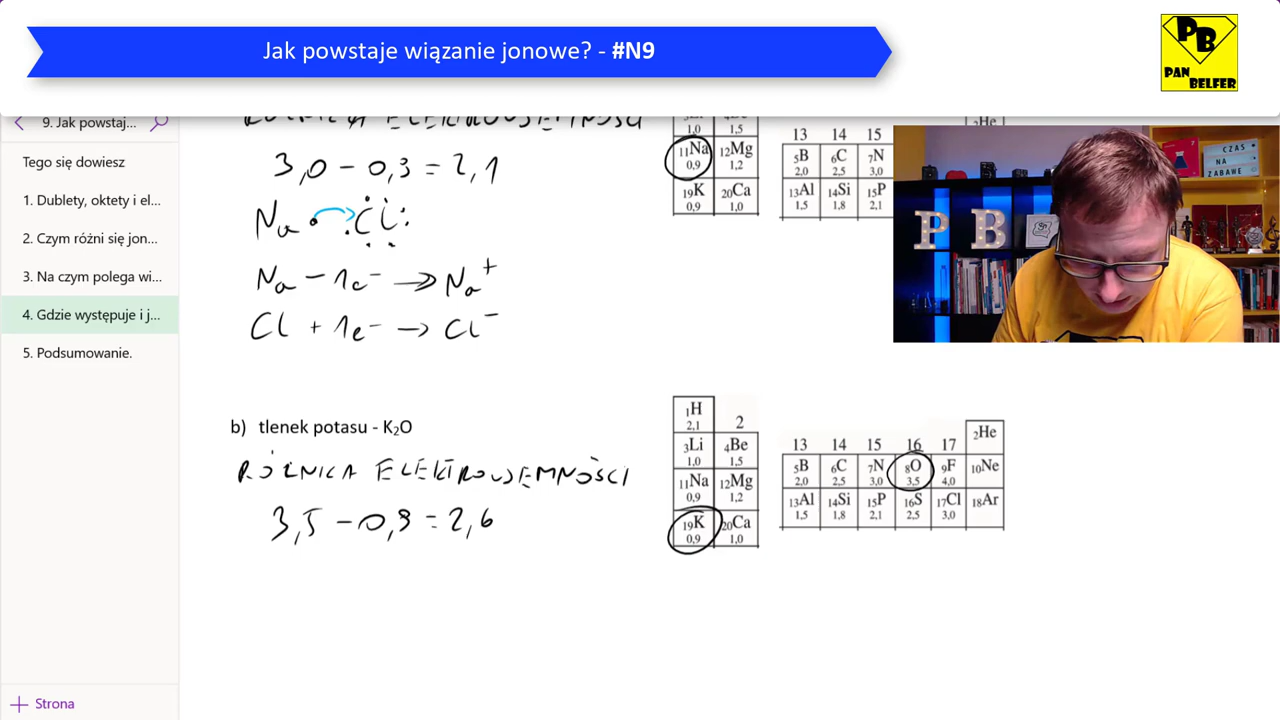 Jak powstaje wiązanie jonowe? - #N9
PB
PAN
BELFER
9. Jak powstaj...
Tego się dowiesz
1. Dublety, oktety i el...
2. Czym różni się jon...
3. Na czym polega wi...
4. Gdzie występuje i j...
5. Podsumowanie.
Strona
RÓŻNICA ELEKTROUJEMNOŚCI
3,0 - 0,9 = 2,1
Na • Cl
Na - 1e⁻ → Na⁺
Cl + 1e⁻ → Cl⁻
1,0 1,5
₁₁Na ₁₂Mg
0,9 1,2
₁₉K ₂₀Ca
0,9 1,0
13 14 15
₅B ₆C ₇N
2,0 2,5 3,0
₁₃Al ₁₄Si ₁₅P
1,5 1,8 2,1
₂He
P B
CZAS
NA
ZABAWE
b) tlenek potasu - K₂O
RÓŻNICA ELEKTROUJEMNOŚCI
3,5 - 0,9 = 2,6
₁H
2,1 2
₃Li ₄Be
1,0 1,5
₁₁Na ₁₂Mg
0,9 1,2
₁₉K ₂₀Ca
0,9 1,0
13 14 15 16 17 ₂He
₅B ₆C ₇N ₈O ₉F ₁₀Ne
2,0 2,5 3,0 3,5 4,0
₁₃Al ₁₄Si ₁₅P ₁₆S ₁₇Cl ₁₈Ar
1,5 1,8 2,1 2,5 3,0